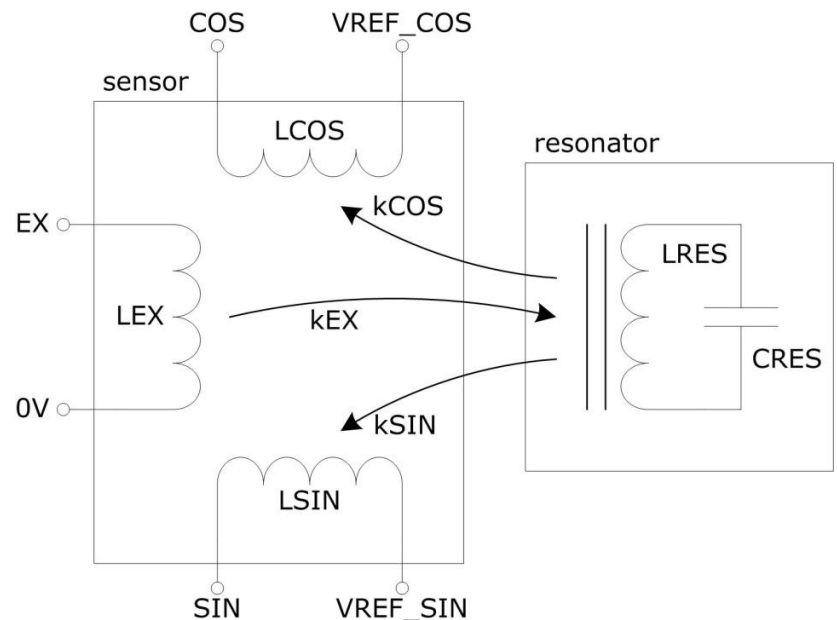 COS
VREF_COS
sensor
LCOS
resonator
kCOS
EX
LRES
LEX
kEX
CRES
0V
kSIN
LSIN
SIN
VREF_SIN